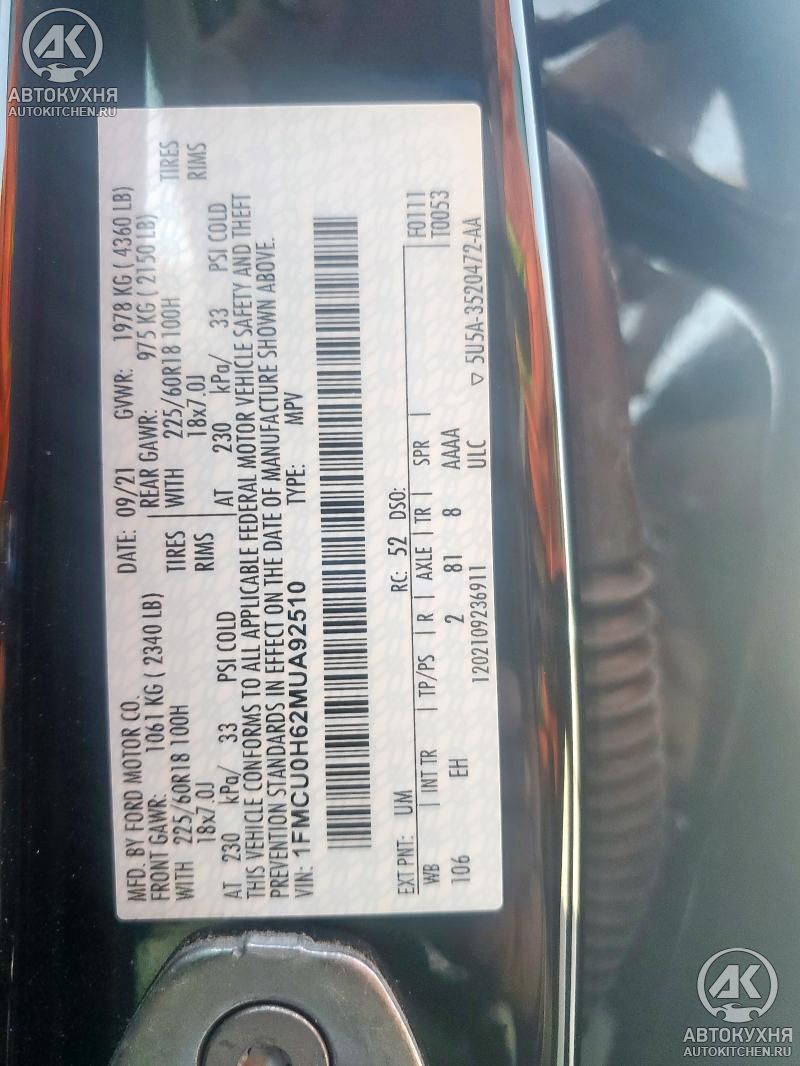 AK
АВТОКУХНЯ
AUTOKITCHEN.RU
MFD. BY FORD MOTOR CO. DATE: 09/21 GVWR: 1978 KG ( 4360 LB)
FRONT GAWR: 1061 KG ( 2340 LB) REAR GAWR: 975 KG ( 2150 LB)
WITH 225/60R18 100H TIRES WITH 225/60R18 100H TIRES
18x7.0J RIMS 18x7.0J RIMS
AT 230 kPa/ 33 PSI COLD AT 230 kPa/ 33 PSI COLD
THIS VEHICLE CONFORMS TO ALL APPLICABLE FEDERAL MOTOR VEHICLE SAFETY AND THEFT
PREVENTION STANDARDS IN EFFECT ON THE DATE OF MANUFACTURE SHOWN ABOVE.
VIN: 1FMCU0H62MUA92510 TYPE: MPV
EXT PNT: UM RC: 52 DSO: F0111
WB INT TR TP/PS R AXLE TR SPR T0053
106 EH 2 81 8 AAAA
ULC
1202109236911 ▽ 5U5A-3520472-AA
AK
АВТОКУХНЯ
AUTOKITCHEN.RU